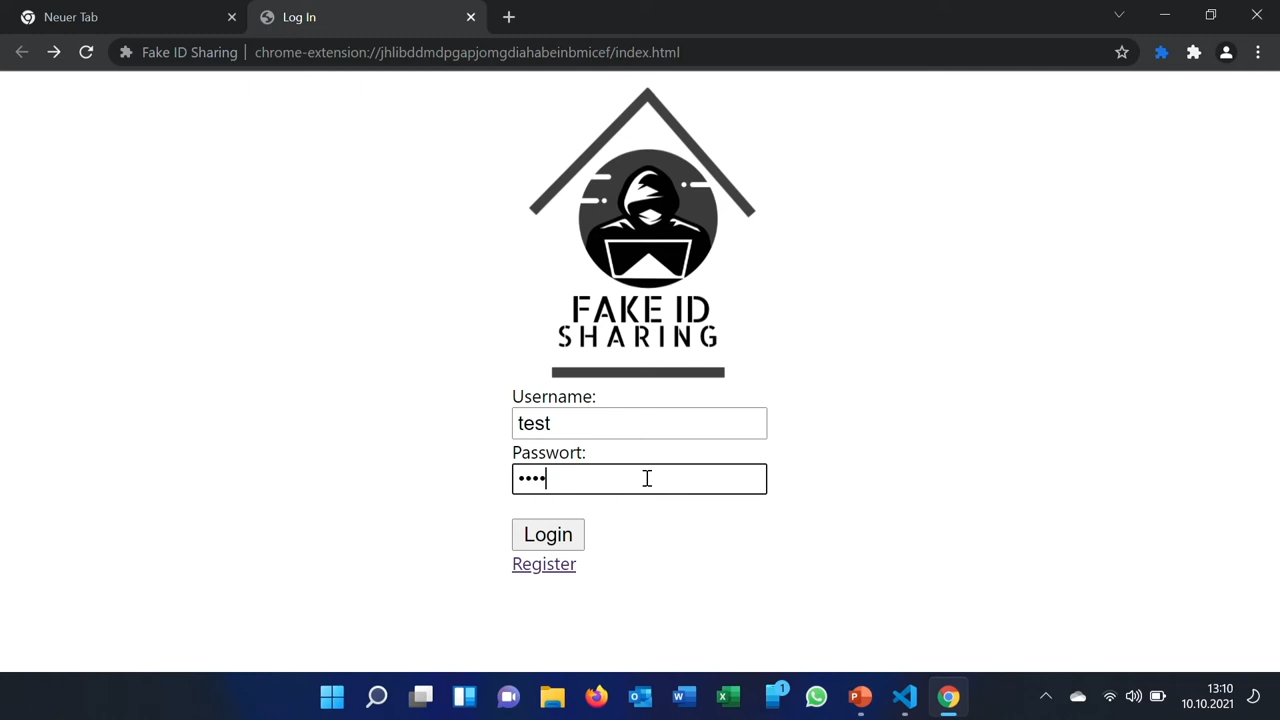 Neuer Tab
Log In
Fake ID Sharing
chrome-extension://jhlibddmdpgapjomgdiahabeinbmicef/index.html
FAKE ID
SHARING
Username:
test
Passwort:
••••
Login
Register
1
13:10
10.10.2021